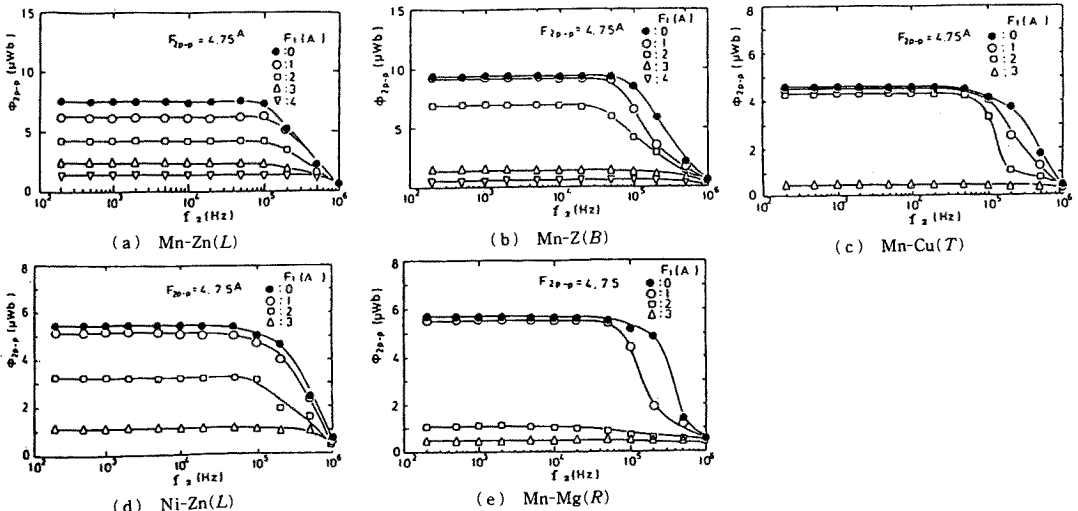 15
10
5
0
Φ2p-p (μWb)
F2p-p=4.75A
F1(A)
●:0
○:1
□:2
△:3
▽:4
10² 10³ 10⁴ 10⁵ 10⁶
f2(Hz)
(a) Mn-Zn(L)
15
10
5
Φ2p-p (μWb)
F2p-p=4.75A
F1(A)
●:0
○:1
□:2
△:3
▽:4
10² 10³ 10⁴ 10⁵ 10⁶
f2(Hz)
(b) Mn-Z(B)
8
6
4
2
0
Φ2p-p (μWb)
F2p-p=4.75A
F1(A)
●:0
○:1
□:2
△:3
10² 10³ 10⁴ 10⁵ 10⁶
f2(Hz)
(c) Mn-Cu(T)
8
6
4
2
0
Φ2p-p (μWb)
F2p-p=4.75A
F1(A)
●:0
○:1
□:2
△:3
10² 10³ 10⁴ 10⁵ 10⁶
f2(Hz)
(d) Ni-Zn(L)
8
6
4
2
0
Φ2p-p (μWb)
F2p-p=4.75
F1(A)
●:0
○:1
□:2
△:3
10² 10³ 10⁴ 10⁵ 10⁶
f2(Hz)
(e) Mn-Mg(R)